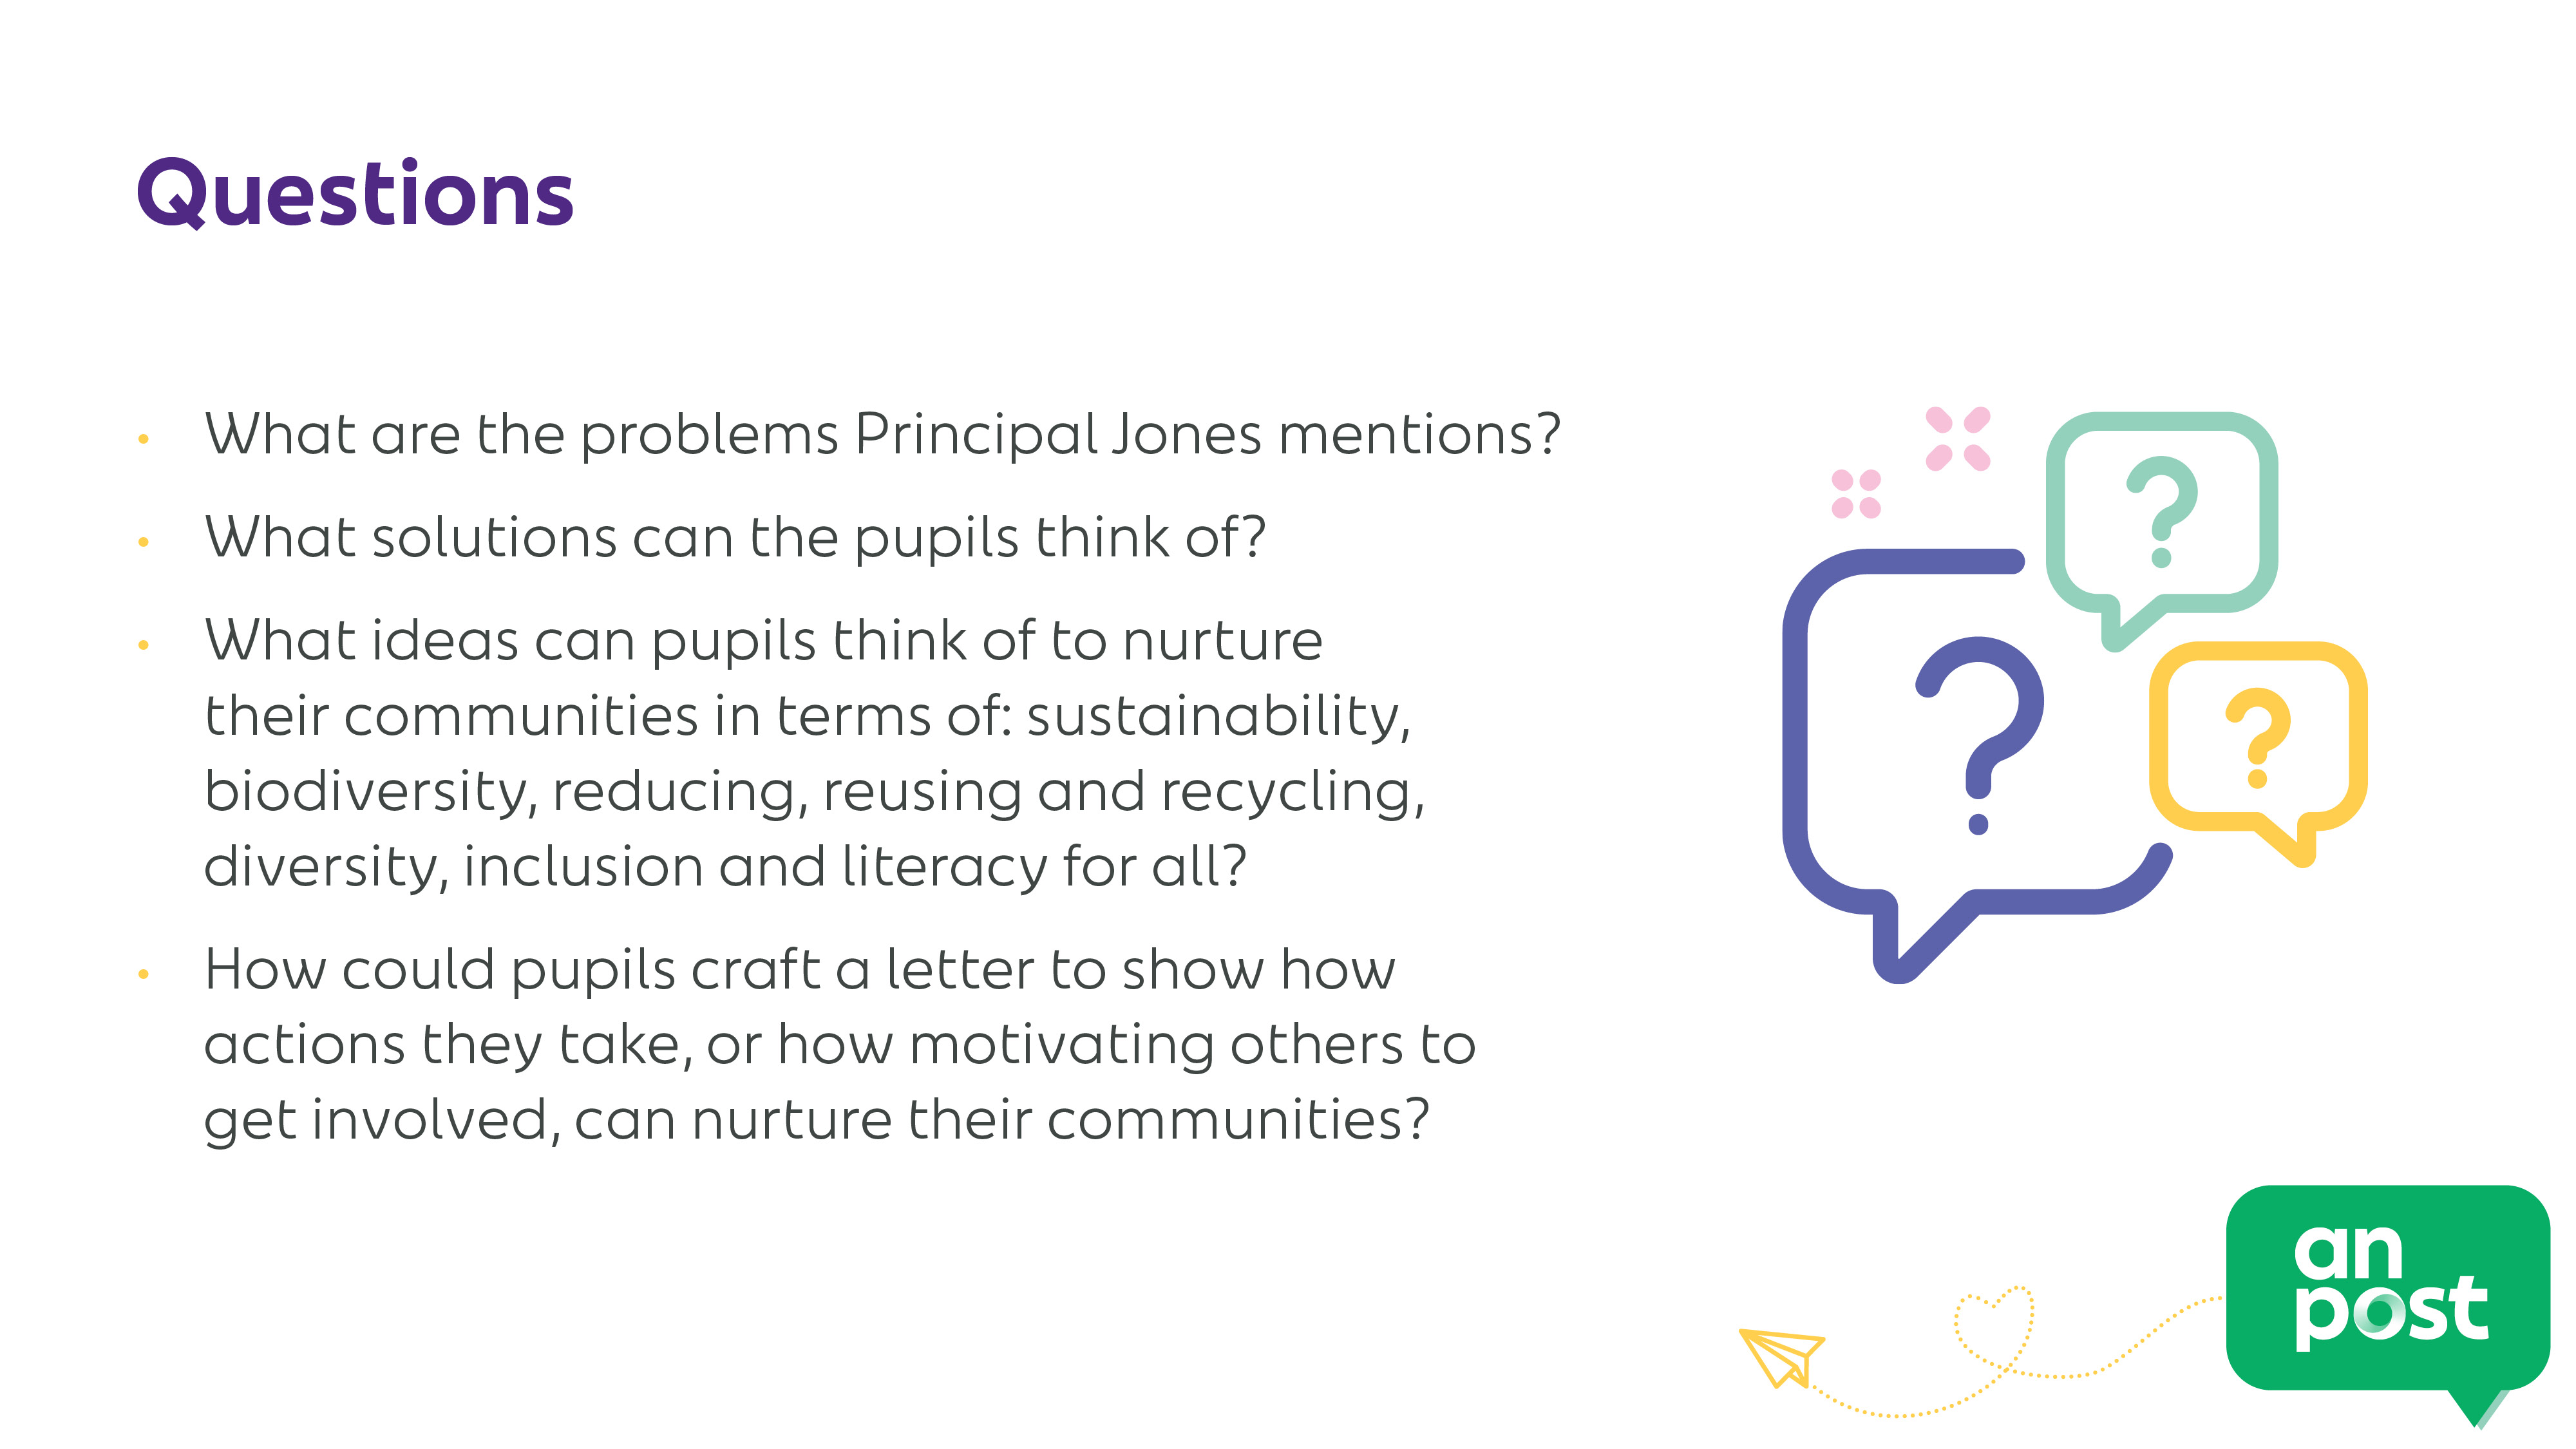 Questions
• What are the problems Principal Jones mentions?
• What solutions can the pupils think of?
• What ideas can pupils think of to nurture
their communities in terms of: sustainability,
biodiversity, reducing, reusing and recycling,
diversity, inclusion and literacy for all?
• How could pupils craft a letter to show how
actions they take, or how motivating others to
get involved, can nurture their communities?
?
?
?
an
post